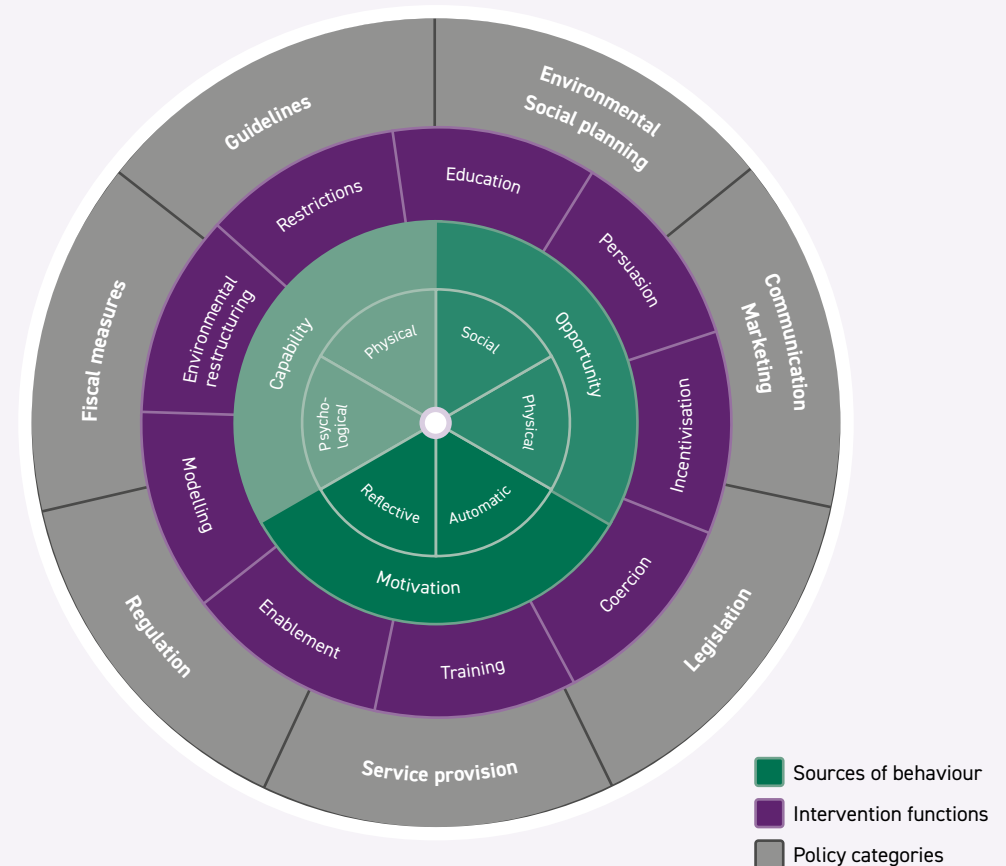 Environmental
Social planning
Communication
Marketing
Legislation
Service provision
Regulation
Fiscal measures
Guidelines
Education
Persuasion
Incentivisation
Coercion
Training
Enablement
Modelling
Environmental
restructuring
Restrictions
Capability
Opportunity
Motivation
Physical
Social
Physical
Automatic
Reflective
Psycho-
logical
Sources of behaviour
Intervention functions
Policy categories